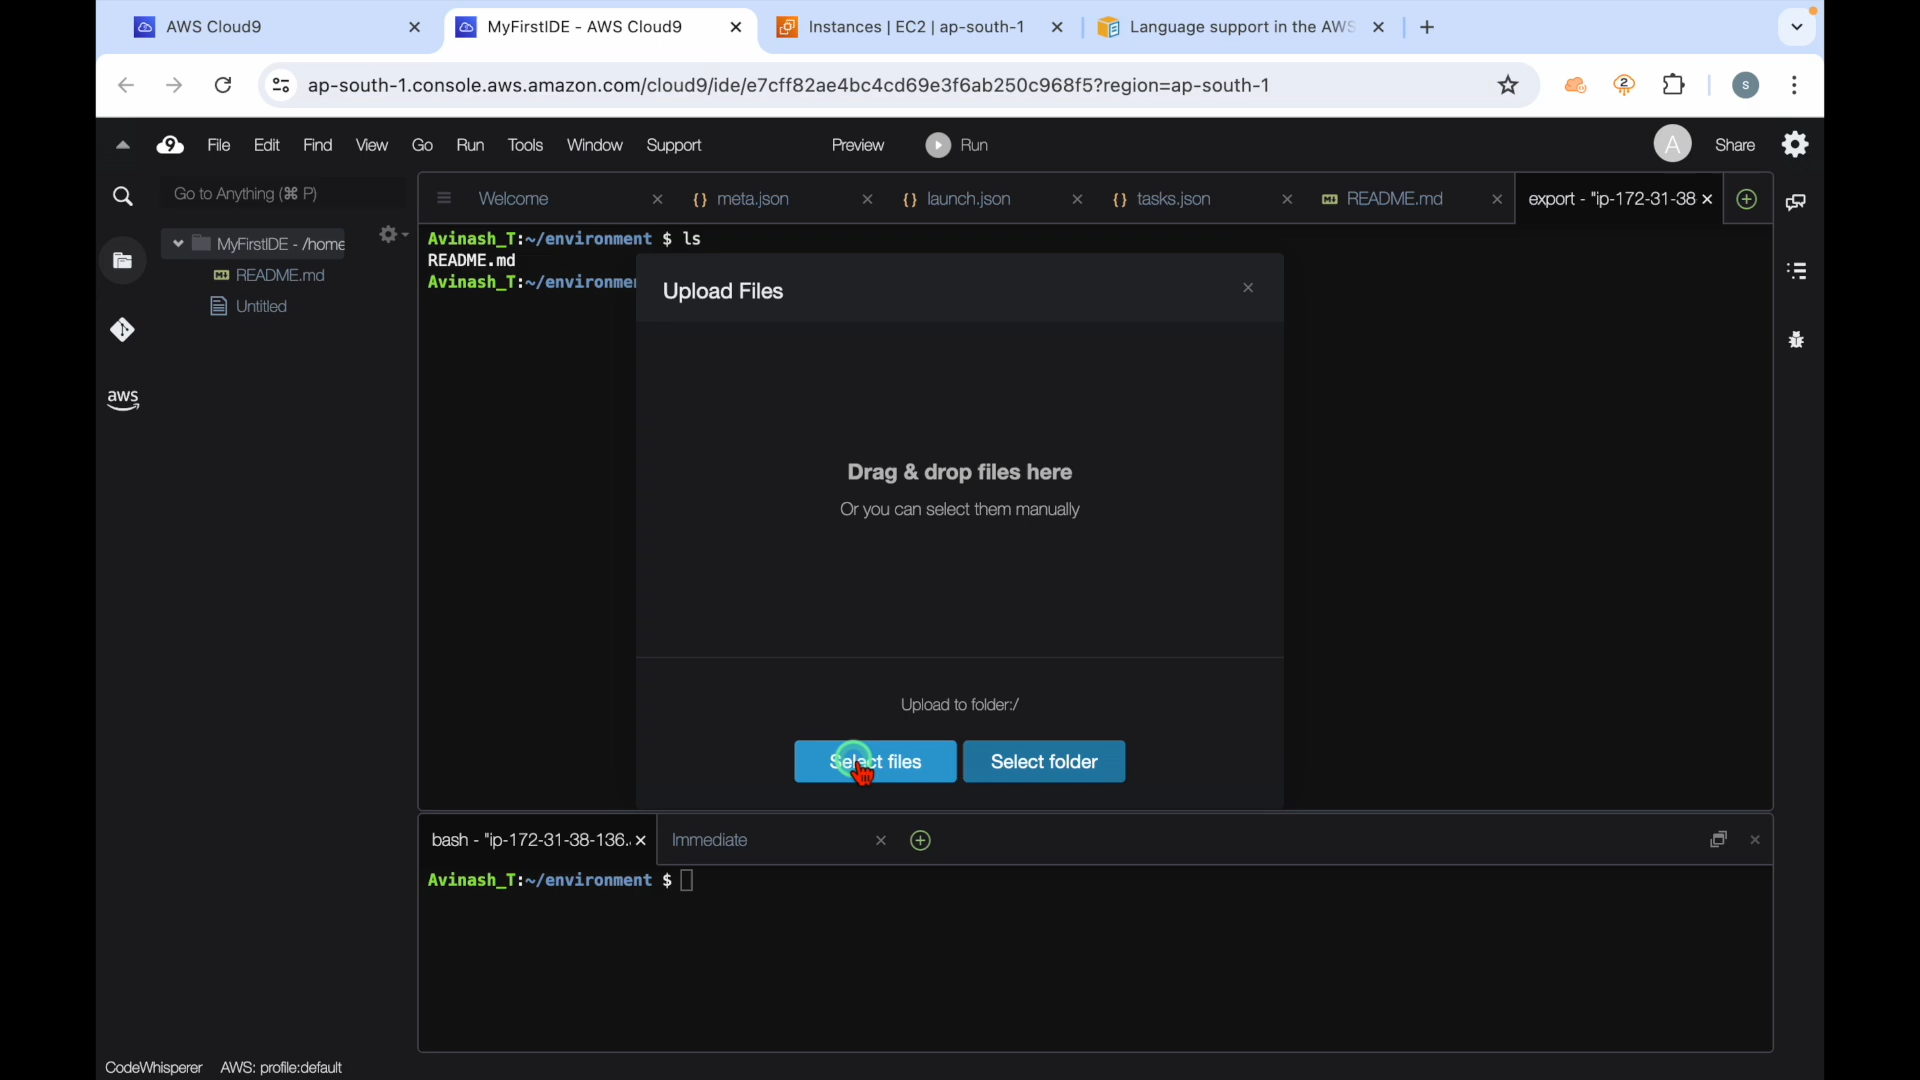 AWS Cloud9
MyFirstIDE - AWS Cloud9
Instances | EC2 | ap-south-1
Language support in the AWS
ap-south-1.console.aws.amazon.com/cloud9/ide/e7cff82ae4bc4cd69e3f6ab250c968f5?region=ap-south-1
2
s
9 File Edit Find View Go Run Tools Window Support Preview Run A Share
Go to Anything (⌘ P)
Welcome
{} meta.json
{} launch.json
{} tasks.json
README.md
export - "ip-172-31-38
MyFirstIDE - /home
README.md
Untitled
aws
Avinash_T:~/environment $ ls
README.md
Avinash_T:~/environmen
Upload Files
Drag & drop files here
Or you can select them manually
Upload to folder:/
Select files
Select folder
bash - "ip-172-31-38-136.
Immediate
Avinash_T:~/environment $
CodeWhisperer AWS: profile:default